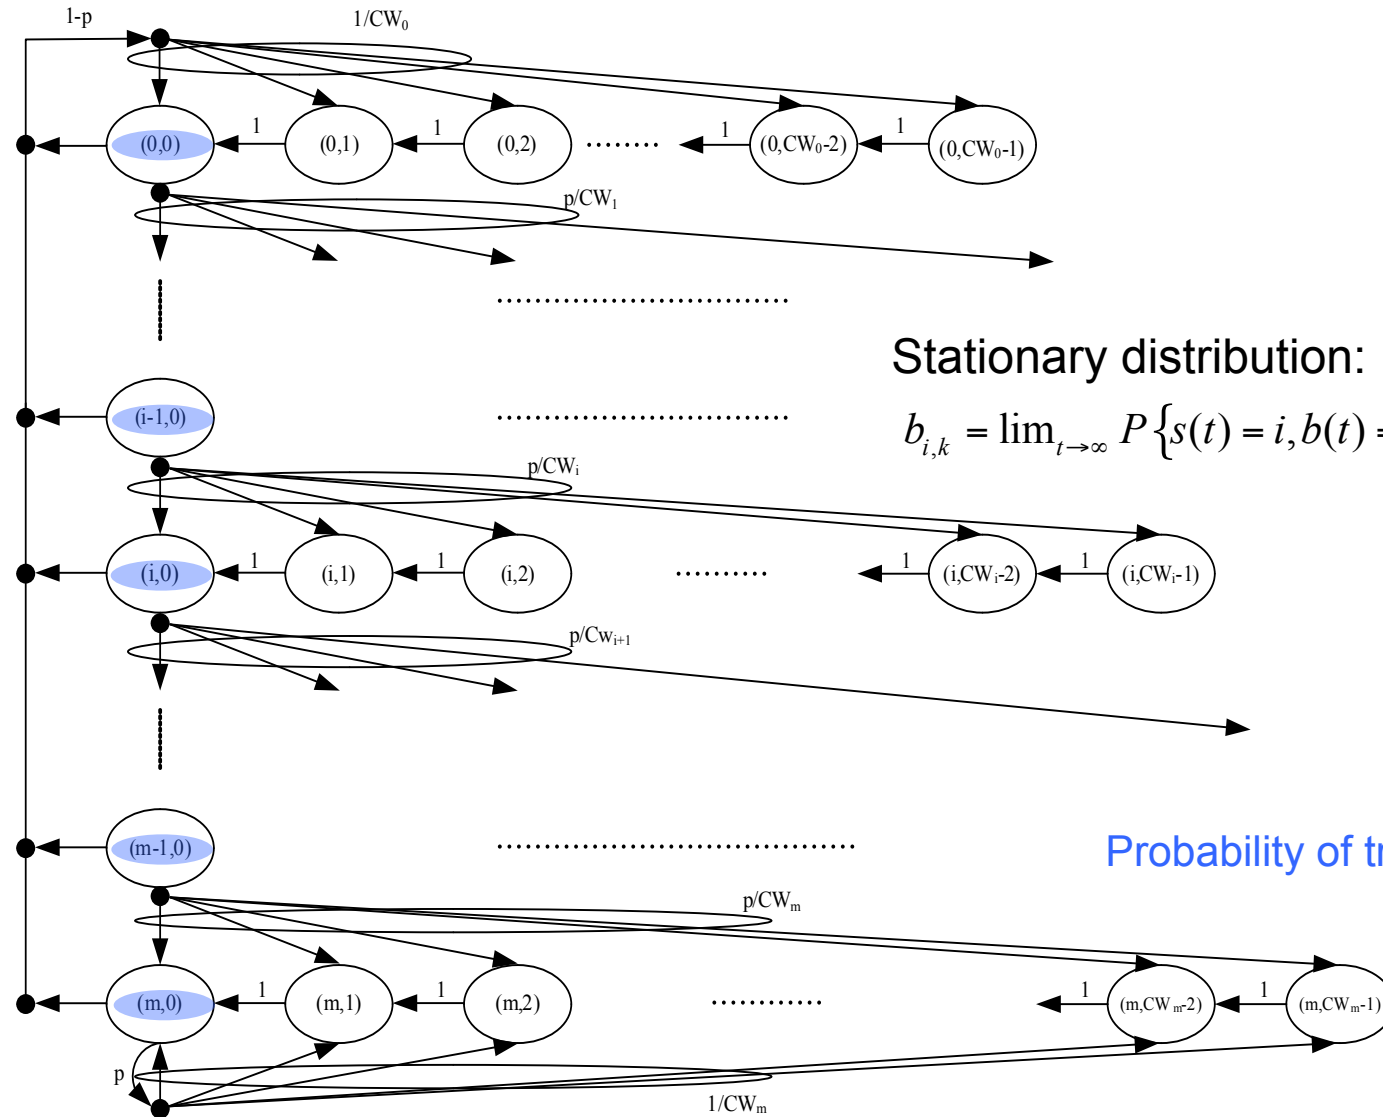 1-p
1/CW₀
(0,0) 1 (0,1) 1 (0,2) ........ 1 (0,CW₀-2) 1 (0,CW₀-1)
p/CW₁
Stationary distribution:
b_{i,k} = lim_{t→∞} P{s(t) = i, b(t) =
(i-1,0)
p/CWᵢ
(i,0) 1 (i,1) 1 (i,2) ......... 1 (i,CWᵢ-2) 1 (i,CWᵢ-1)
p/Cwᵢ₊₁
(m-1,0)
Probability of
p/CWₘ
(m,0) 1 (m,1) 1 (m,2) ........... 1 (m,CWₘ-2) 1 (m,CWₘ-1)
p
1/CWₘ